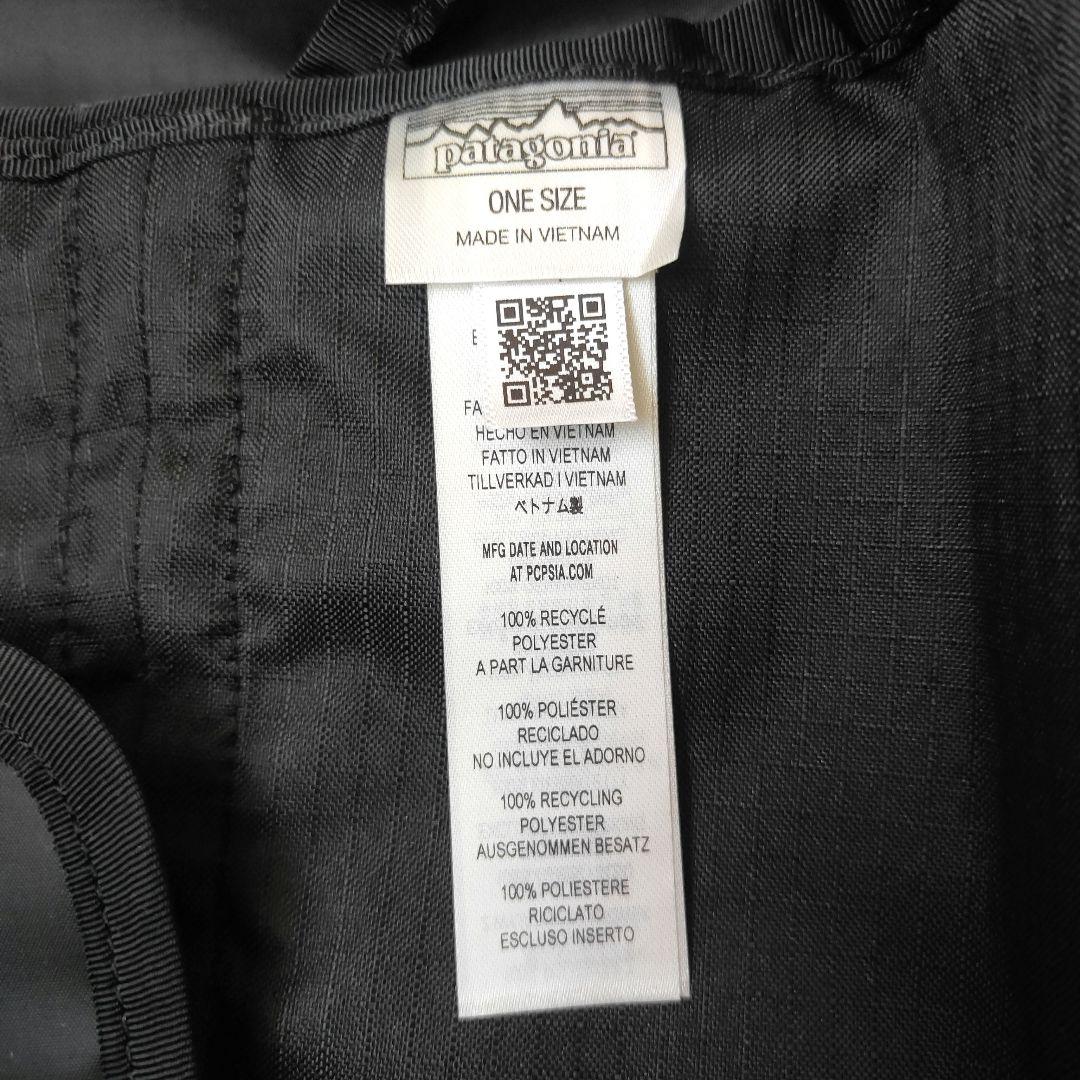 patagonia
ONE SIZE
MADE IN VIETNAM
HECHO EN VIETNAM
FATTO IN VIETNAM
TILLVERKAD I VIETNAM
ベトナム製
MFG DATE AND LOCATION
AT PCPSIA.COM
100% RECYCLÉ
POLYESTER
A PART LA GARNITURE
100% POLIÉSTER
RECICLADO
NO INCLUYE EL ADORNO
100% RECYCLING
POLYESTER
AUSGENOMMEN BESATZ
100% POLIESTERE
RICICLATO
ESCLUSO INSERTO